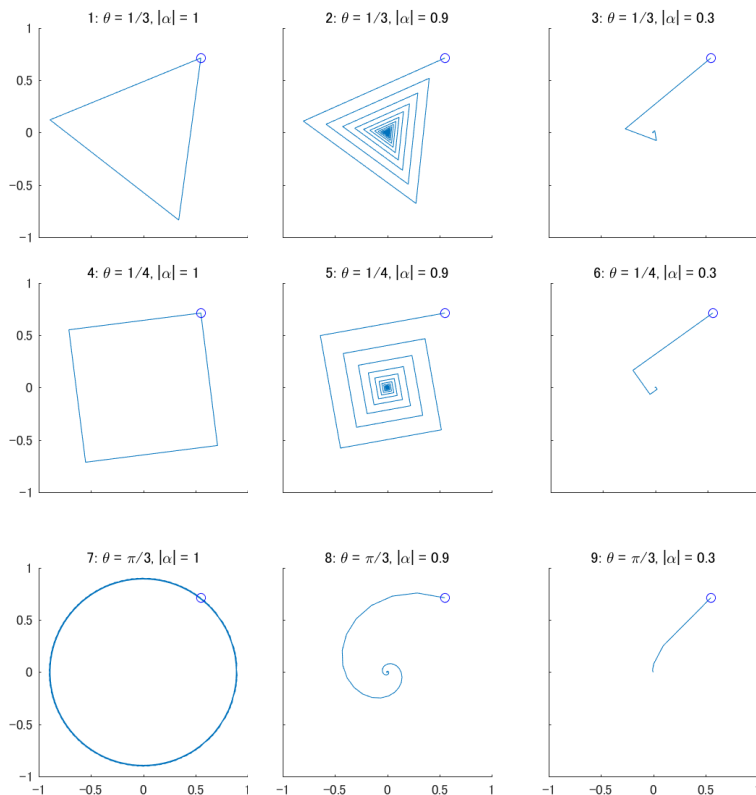 1: θ = 1/3, |α| = 1
2: θ = 1/3, |α| = 0.9
3: θ = 1/3, |α| = 0.3
1
0.5
0
−0.5
−1
4: θ = 1/4, |α| = 1
5: θ = 1/4, |α| = 0.9
6: θ = 1/4, |α| = 0.3
1
0.5
0
−0.5
−1
7: θ = π/3, |α| = 1
8: θ = π/3, |α| = 0.9
9: θ = π/3, |α| = 0.3
1
0.5
0
−0.5
−1
−1 −0.5 0 0.5 1
−0.5 0 0.5 1
−0.5 0 0.5 1